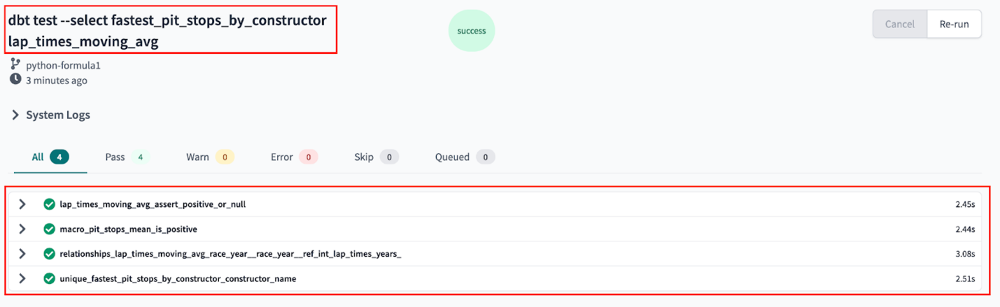 dbt test --select fastest_pit_stops_by_constructor
lap_times_moving_avg
success
Cancel
Re-run
python-formula1
3 minutes ago
System Logs
All 4 Pass 4 Warn 0 Error 0 Skip 0 Queued 0
lap_times_moving_avg_assert_positive_or_null 2.45s
macro_pit_stops_mean_is_positive 2.44s
relationships_lap_times_moving_avg_race_year__race_year__ref_int_lap_times_years_ 3.08s
unique_fastest_pit_stops_by_constructor_constructor_name 2.51s